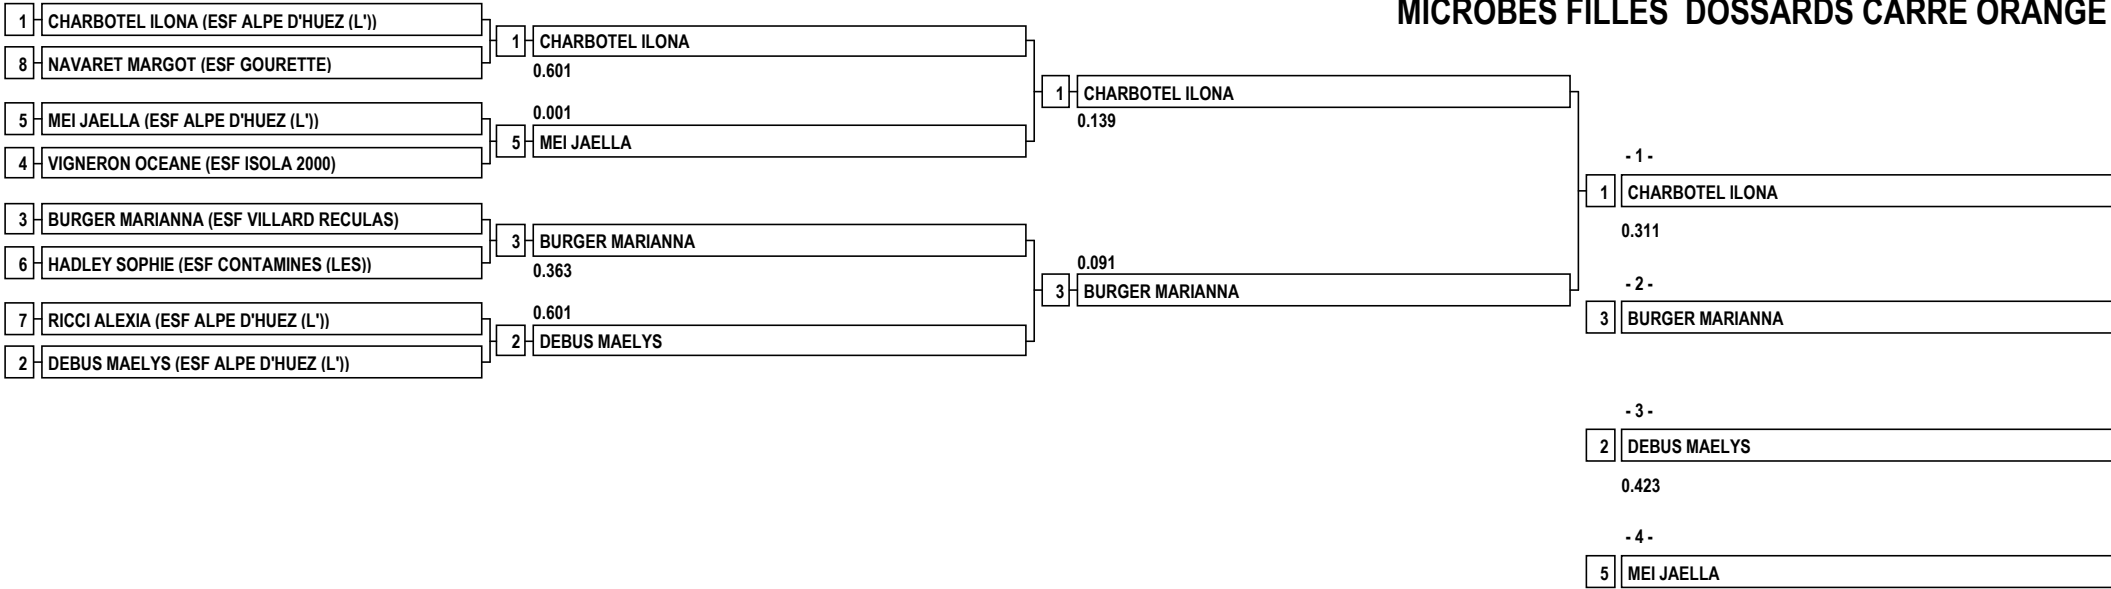 MICROBES FILLES  DOSSARDS CARRE ORANGE
1 CHARBOTEL ILONA (ESF ALPE D'HUEZ (L'))
8 NAVARET MARGOT (ESF GOURETTE)
5 MEI JAELLA (ESF ALPE D'HUEZ (L'))
4 VIGNERON OCEANE (ESF ISOLA 2000)
3 BURGER MARIANNA (ESF VILLARD RECULAS)
6 HADLEY SOPHIE (ESF CONTAMINES (LES))
7 RICCI ALEXIA (ESF ALPE D'HUEZ (L'))
2 DEBUS MAELYS (ESF ALPE D'HUEZ (L'))
1 CHARBOTEL ILONA
0.601
0.001
5 MEI JAELLA
3 BURGER MARIANNA
0.363
0.601
2 DEBUS MAELYS
1 CHARBOTEL ILONA
0.139
0.091
3 BURGER MARIANNA
- 1 -
1 CHARBOTEL ILONA
0.311
- 2 -
3 BURGER MARIANNA
- 3 -
2 DEBUS MAELYS
0.423
- 4 -
5 MEI JAELLA